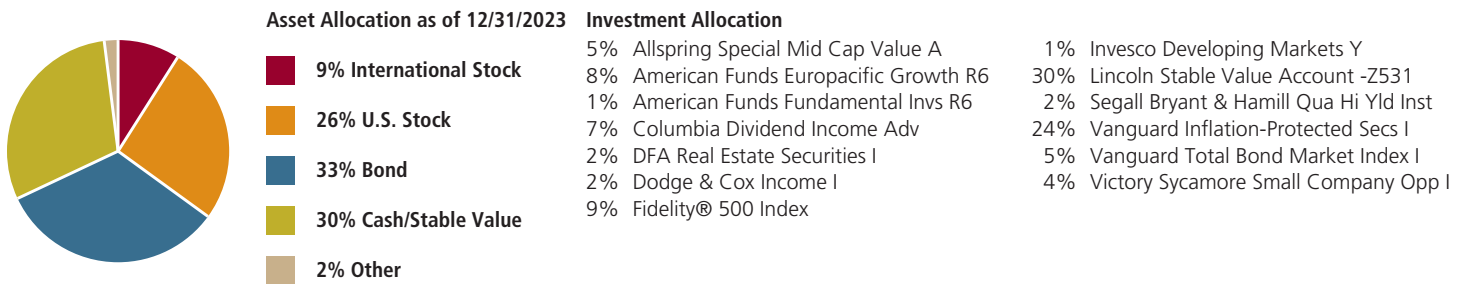 Asset Allocation as of 12/31/2023
9% International Stock
26% U.S. Stock
33% Bond
30% Cash/Stable Value
2% Other
Investment Allocation
5% Allspring Special Mid Cap Value A
8% American Funds Europacific Growth R6
1% American Funds Fundamental Invs R6
7% Columbia Dividend Income Adv
2% DFA Real Estate Securities I
2% Dodge & Cox Income I
9% Fidelity® 500 Index
1% Invesco Developing Markets Y
30% Lincoln Stable Value Account -Z531
2% Segall Bryant & Hamill Qua Hi Yld Inst
24% Vanguard Inflation-Protected Secs I
5% Vanguard Total Bond Market Index I
4% Victory Sycamore Small Company Opp I